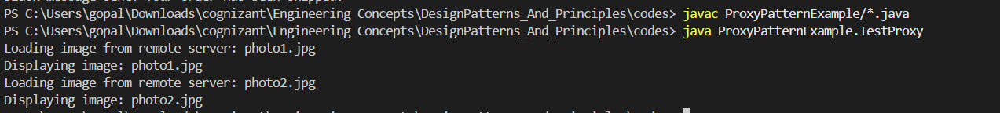 PS C:\Users\gopal\Downloads\cognizant\Engineering Concepts\DesignPatterns_And_Principles\codes> javac ProxyPatternExample/*.java
PS C:\Users\gopal\Downloads\cognizant\Engineering Concepts\DesignPatterns_And_Principles\codes> java ProxyPatternExample.TestProxy
Loading image from remote server: photo1.jpg
Displaying image: photo1.jpg
Loading image from remote server: photo2.jpg
Displaying image: photo2.jpg